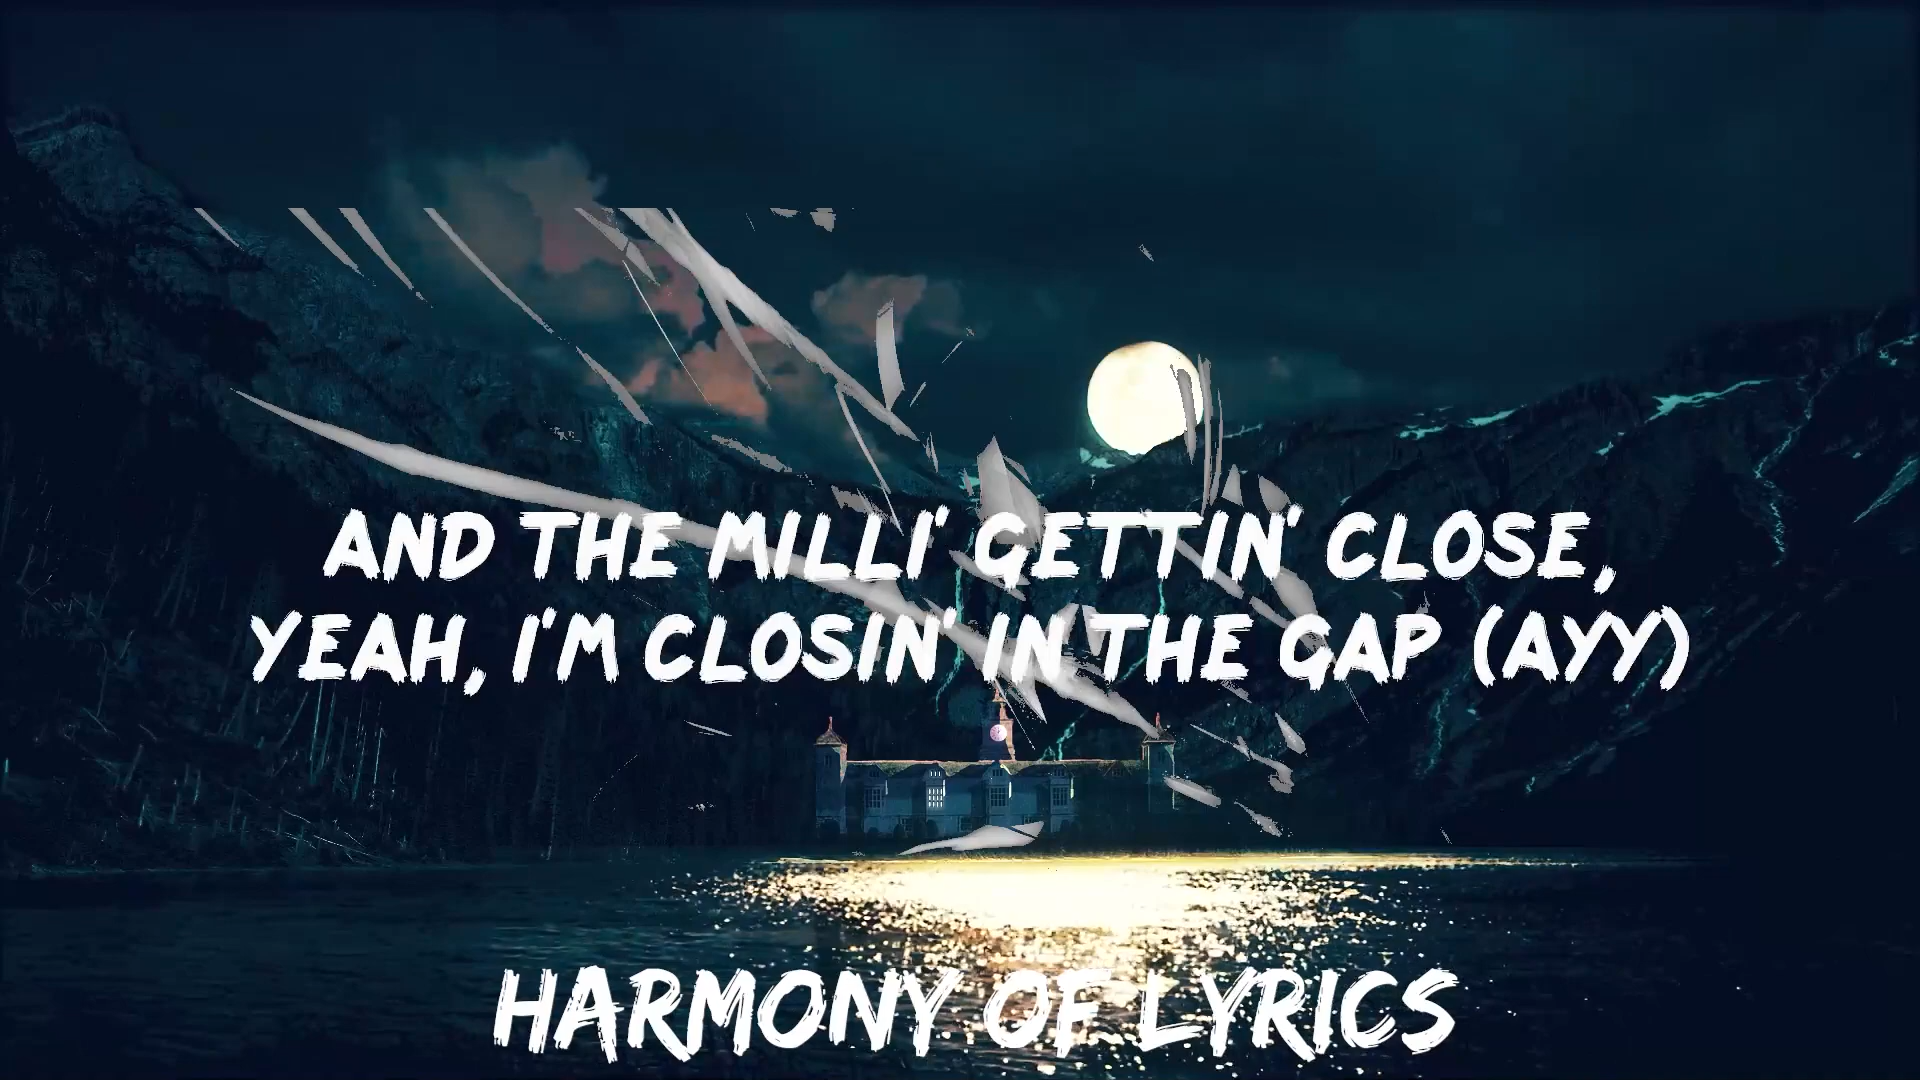 AND THE MILLI' GETTIN' CLOSE,
YEAH, I'M CLOSIN' IN THE GAP (AYY)
HARMONY OF LYRICS